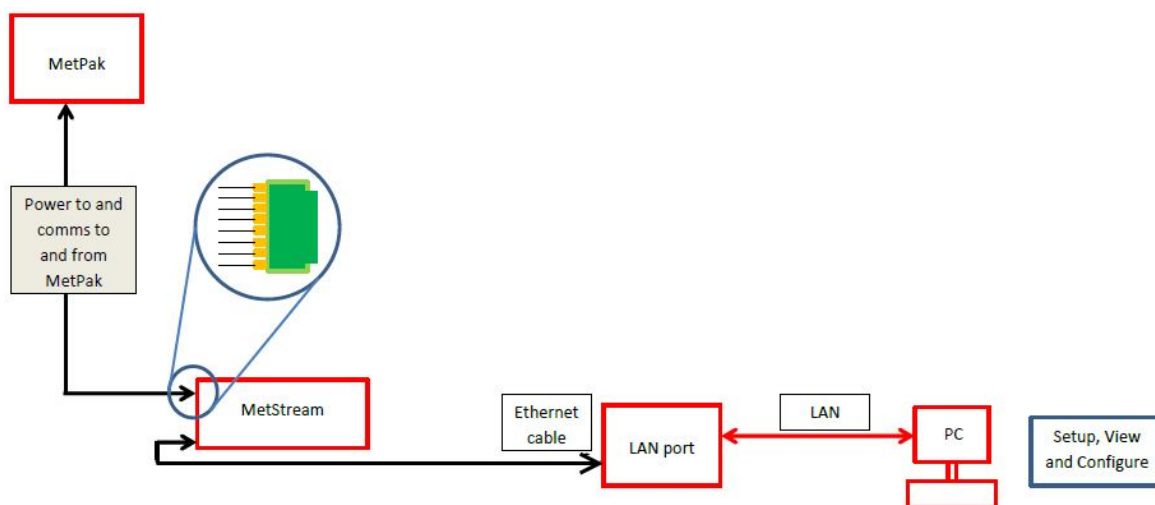 MetPak
Power to and
comms to
and from
MetPak
MetStream
Ethernet
cable
LAN port
LAN
PC
Setup, View
and Configure